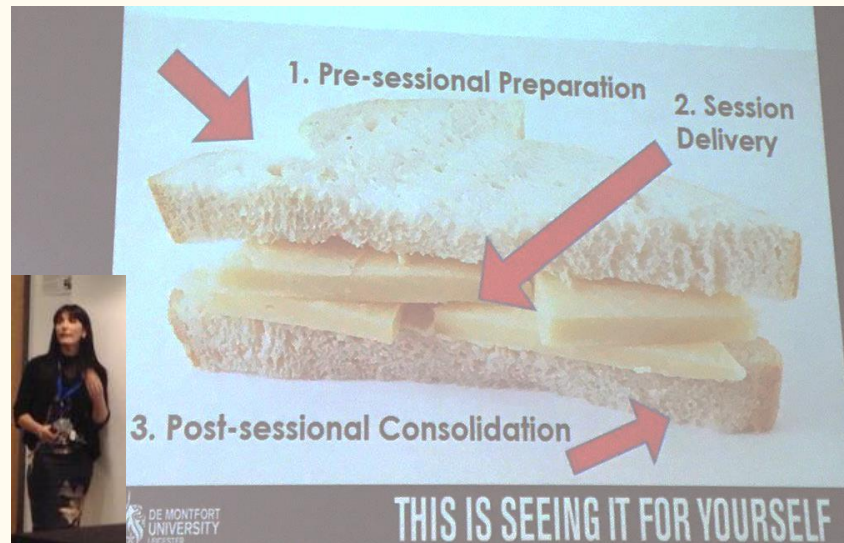 1. Pre-sessional Preparation
2. Session
Delivery
3. Post-sessional Consolidation
DE MONTFORT
UNIVERSITY
LEICESTER
THIS IS SEEING IT FOR YOURSELF